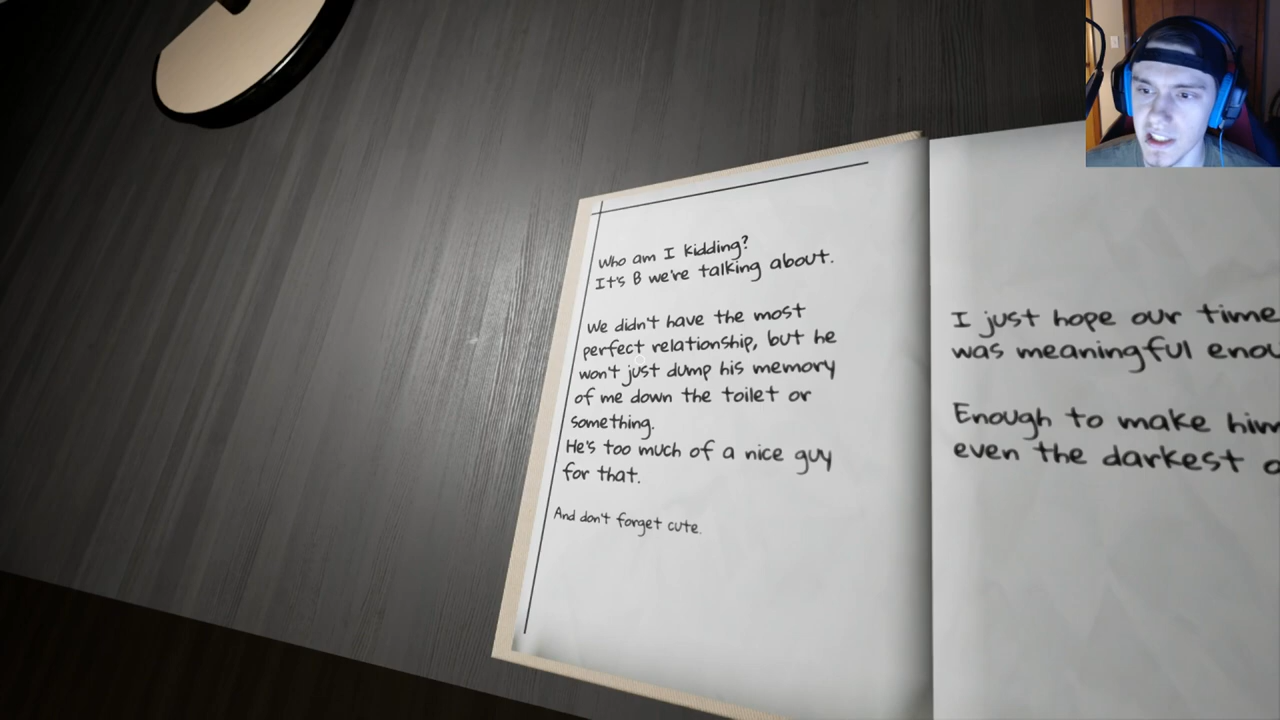 Who am I kidding?
It's B we're talking about.
We didn't have the most
perfect relationship, but he
won't just dump his memory
of me down the toilet or
something.
He's too much of a nice guy
for that.
And don't forget cute.
I just hope our time
was meaningful
Enough to make
even the darkest